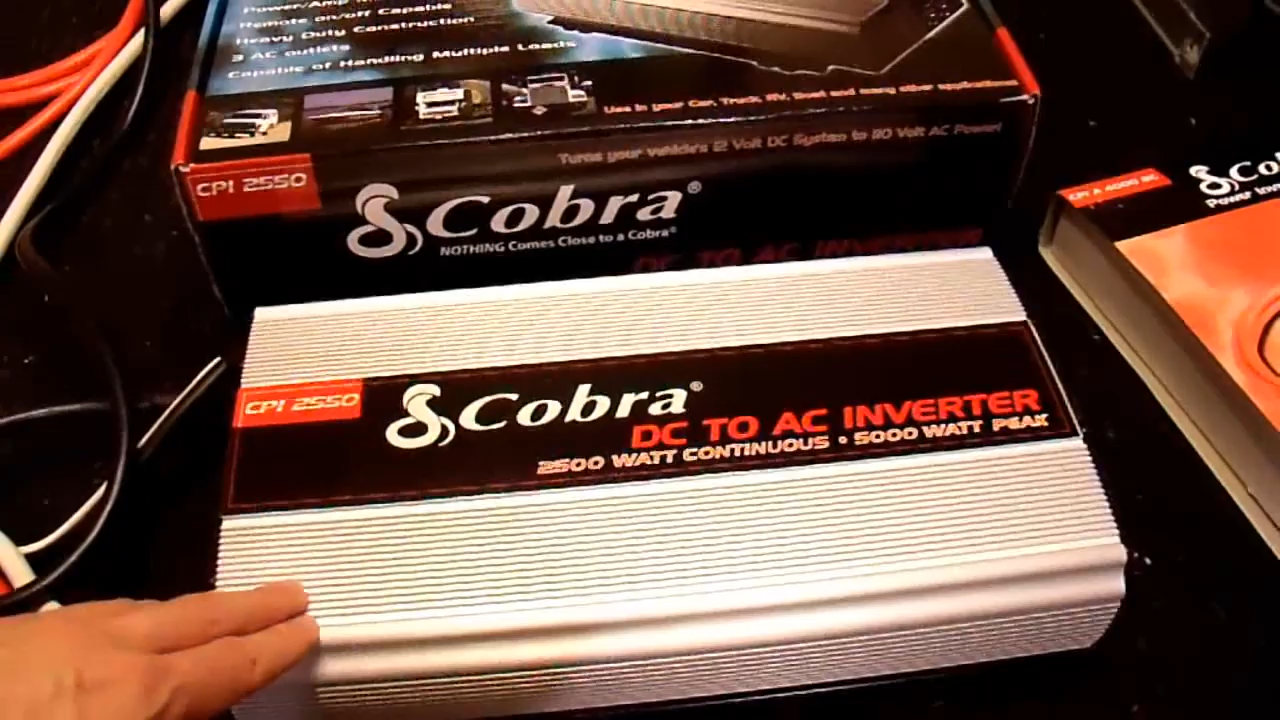 Remote on/off Capable
Heavy Duty Construction
3 AC outlets
Capable of Handling Multiple Loads
Use in your Car, Truck, RV, Boat and many other applications
Turns your vehicle's 12 Volt DC System to 110 Volt AC Power!
CPI 2550
Cobra®
NOTHING Comes Close to a Cobra®
DC TO AC INVERTER
CPI A 4000 BC
Co
Power Inv
CPI 2550
Cobra®
DC TO AC INVERTER
2500 WATT CONTINUOUS • 5000 WATT PEAK